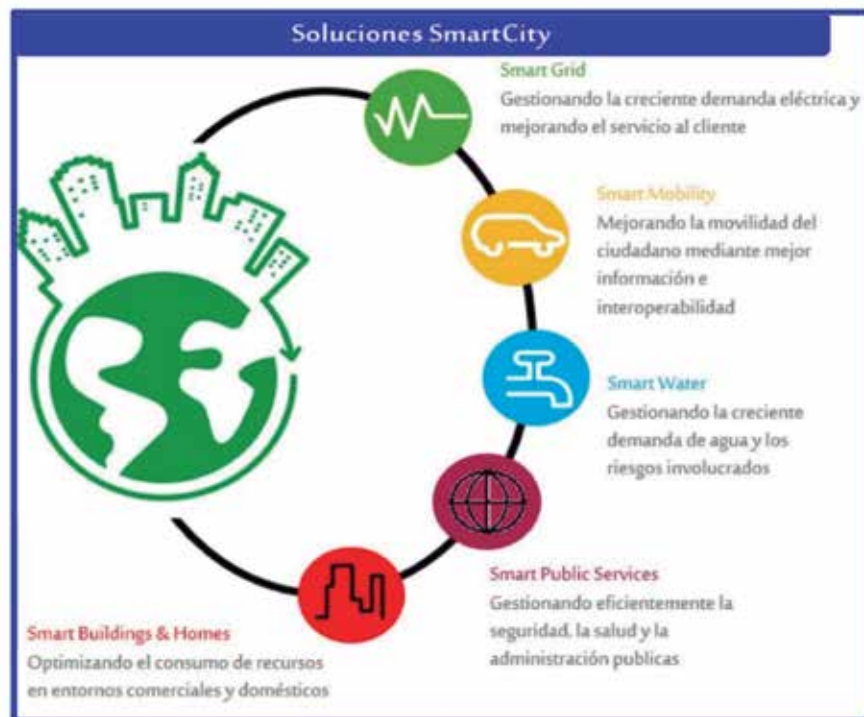 Soluciones SmartCity
Smart Grid
Gestionando la creciente demanda eléctrica y
mejorando el servicio al cliente
Smart Mobility
Mejorando la movilidad del
ciudadano mediante mejor
información e
interoperabilidad
Smart Water
Gestionando la creciente
demanda de agua y los
riesgos involucrados
Smart Public Services
Gestionando eficientemente la
seguridad, la salud y la
administración publicas
Smart Buildings & Homes
Optimizando el consumo de recursos
en entornos comerciales y domésticos